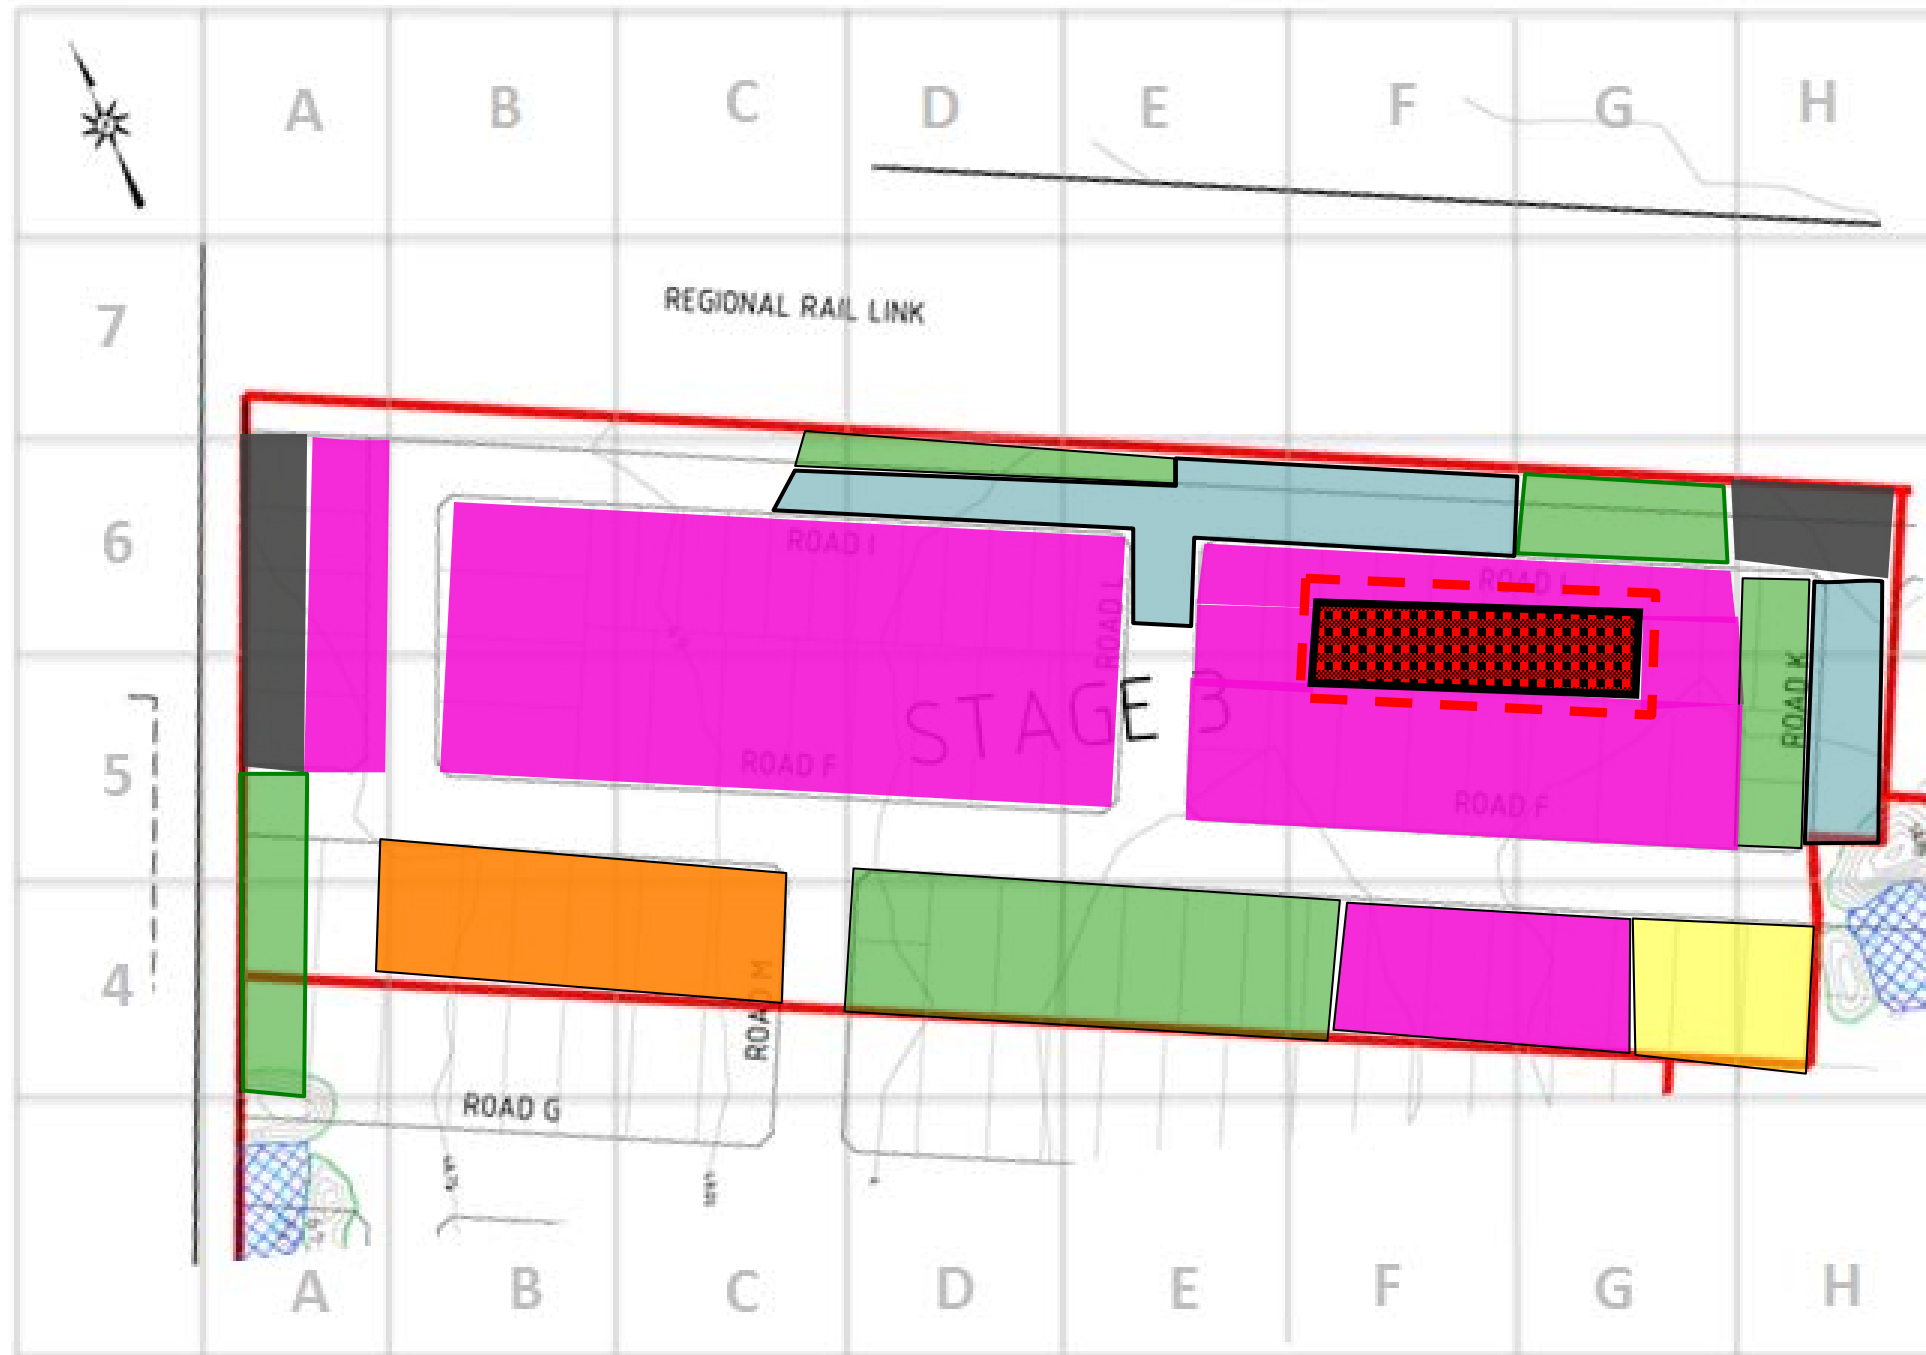 A B C D E F G H
7
REGIONAL RAIL LINK
6
ROAD I
ROAD I
ROAD L
STAGE 3
ROAD K
5
ROAD F
ROAD F
4
ROAD M
ROAD G
A B C D E F G H